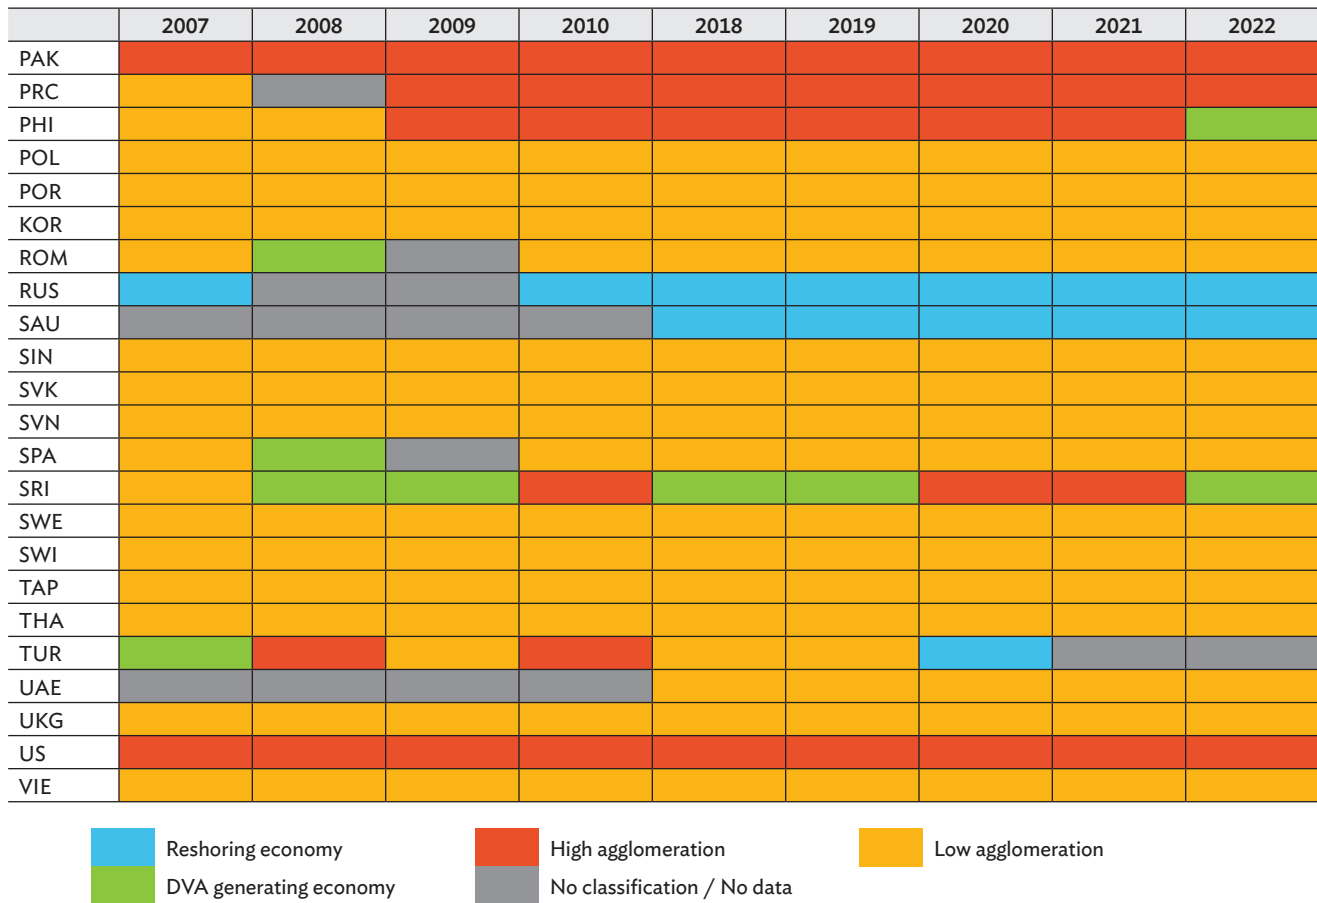 2007 2008 2009 2010 2018 2019 2020 2021 2022
PAK
PRC
PHI
POL
POR
KOR
ROM
RUS
SAU
SIN
SVK
SVN
SPA
SRI
SWE
SWI
TAP
THA
TUR
UAE
UKG
US
VIE
Reshoring economy High agglomeration Low agglomeration
DVA generating economy No classification / No data